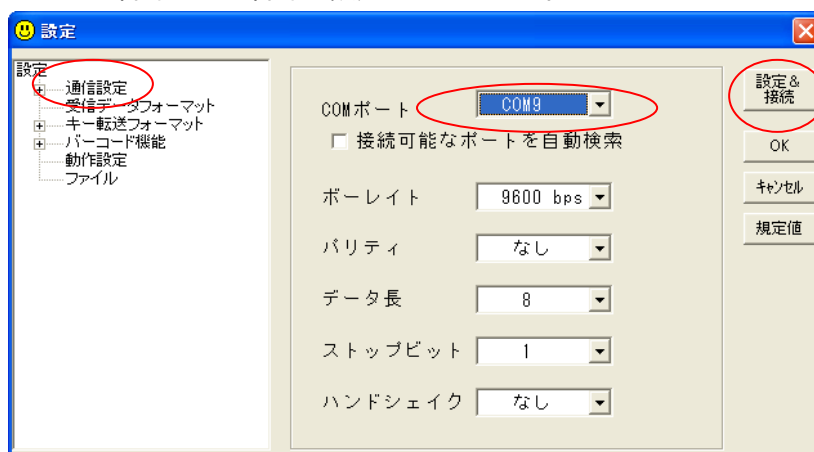 設定
設定
通信設定
受信データフォーマット
キー転送フォーマット
バーコード機能
動作設定
ファイル
COMポート COM9
接続可能なポートを自動検索
ボーレイト 9600 bps
パリティ なし
データ長 8
ストップビット 1
ハンドシェイク なし
設定&
接続
OK
キャンセル
規定値